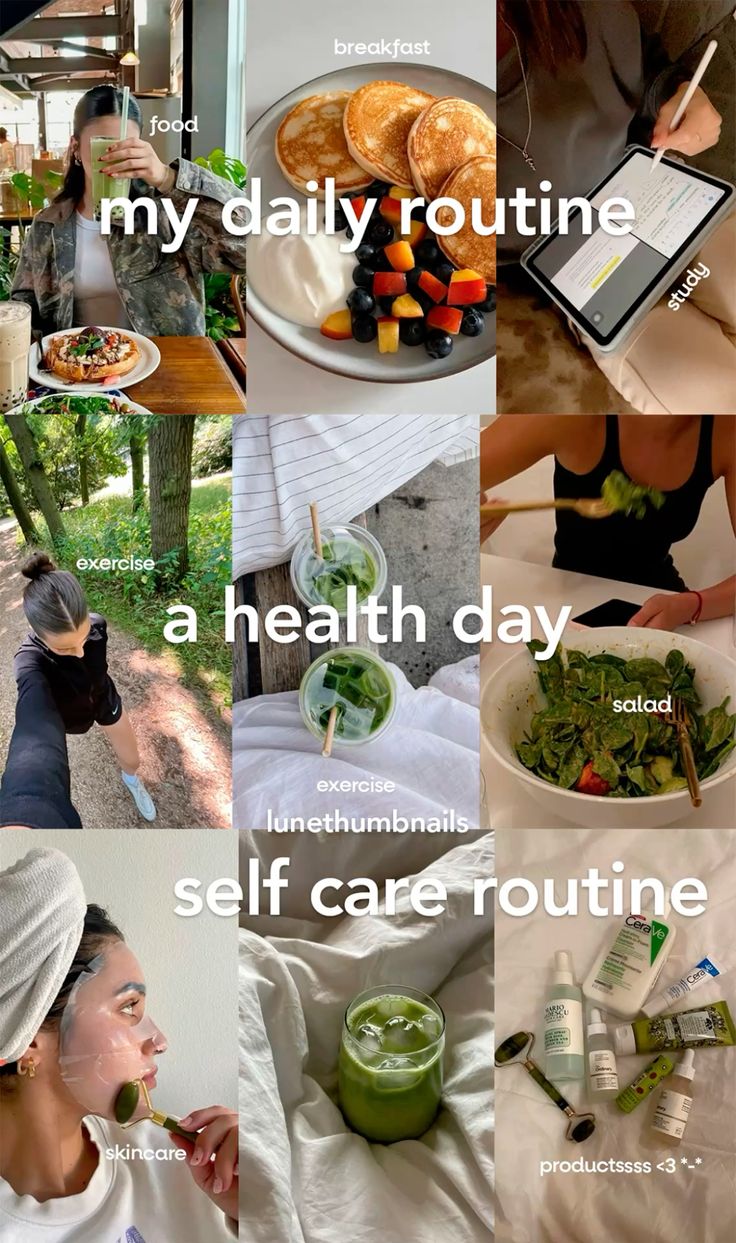 breakfast
food
my daily routine
study
exercise
a health day
salad
exercise
lunethumbnails
self care routine
CeraVe
CeraVe
MARIO
BADESCU
Ordinary
skincare
productssss <3 *-*